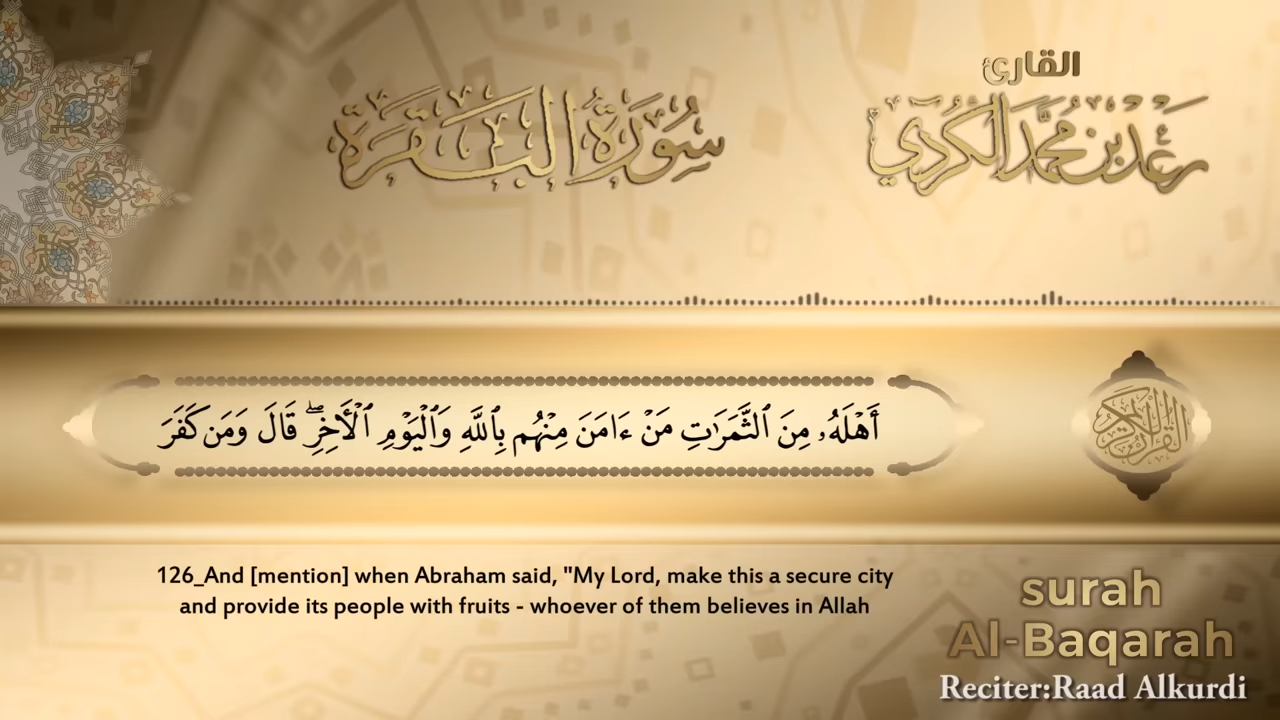 القارئ
رعد بن محمد الكردي
سُورَةُ البَقَرَة
أَهْلَهُۥ مِنَ ٱلثَّمَرَٰتِ مَنْ ءَامَنَ مِنْهُم بِٱللَّهِ وَٱلْيَوْمِ ٱلْأَخِرِ ۖ قَالَ وَمَن كَفَرَ
القرآن الكريم
126_And [mention] when Abraham said, "My Lord, make this a secure city
and provide its people with fruits - whoever of them believes in Allah
surah
Al-Baqarah
Reciter:Raad Alkurdi